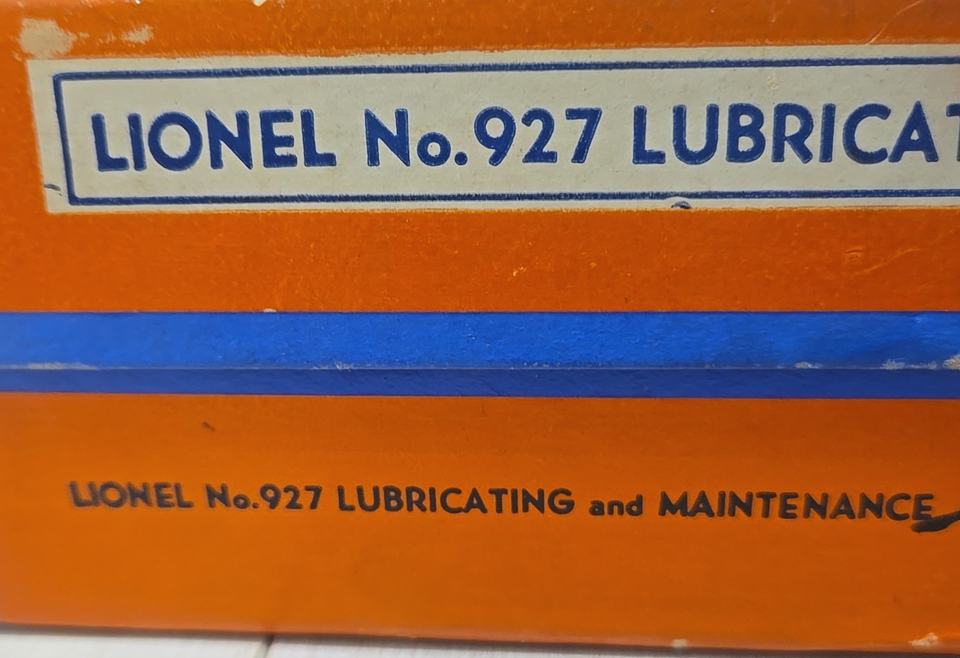 LIONEL No.927 LUBRICAT
LIONEL No.927 LUBRICATING and MAINTENANCE